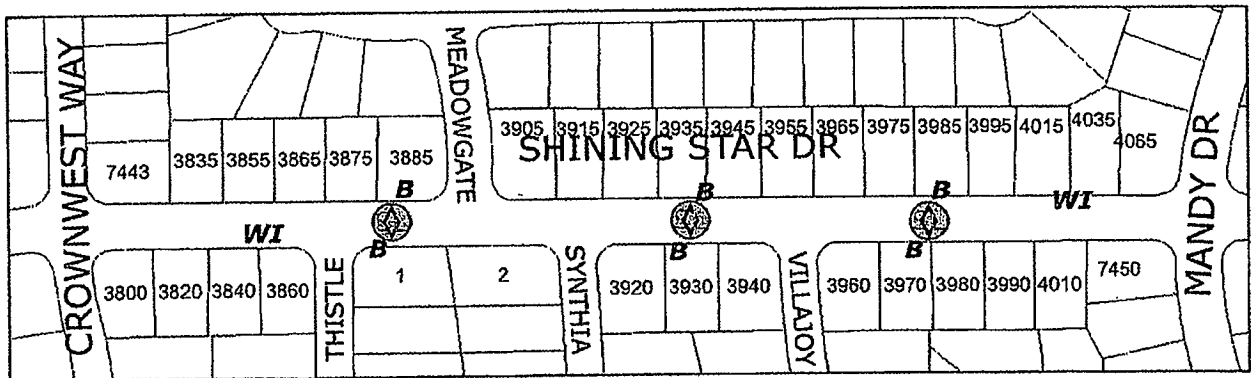 CROWNWEST WAY
MEADOWGATE
MANDY DR
3905 3915 3925 3935 3945 3955 3965 3975 3985 3995 4015 4035 4065
SHINING STAR DR
7443 3835 3855 3865 3875 3885
B B B
WI
WI
B B B
THISTLE
SYNTHIA
VILLAJOY
3800 3820 3840 3860 1 2 3920 3930 3940 3960 3970 3980 3990 4010 7450